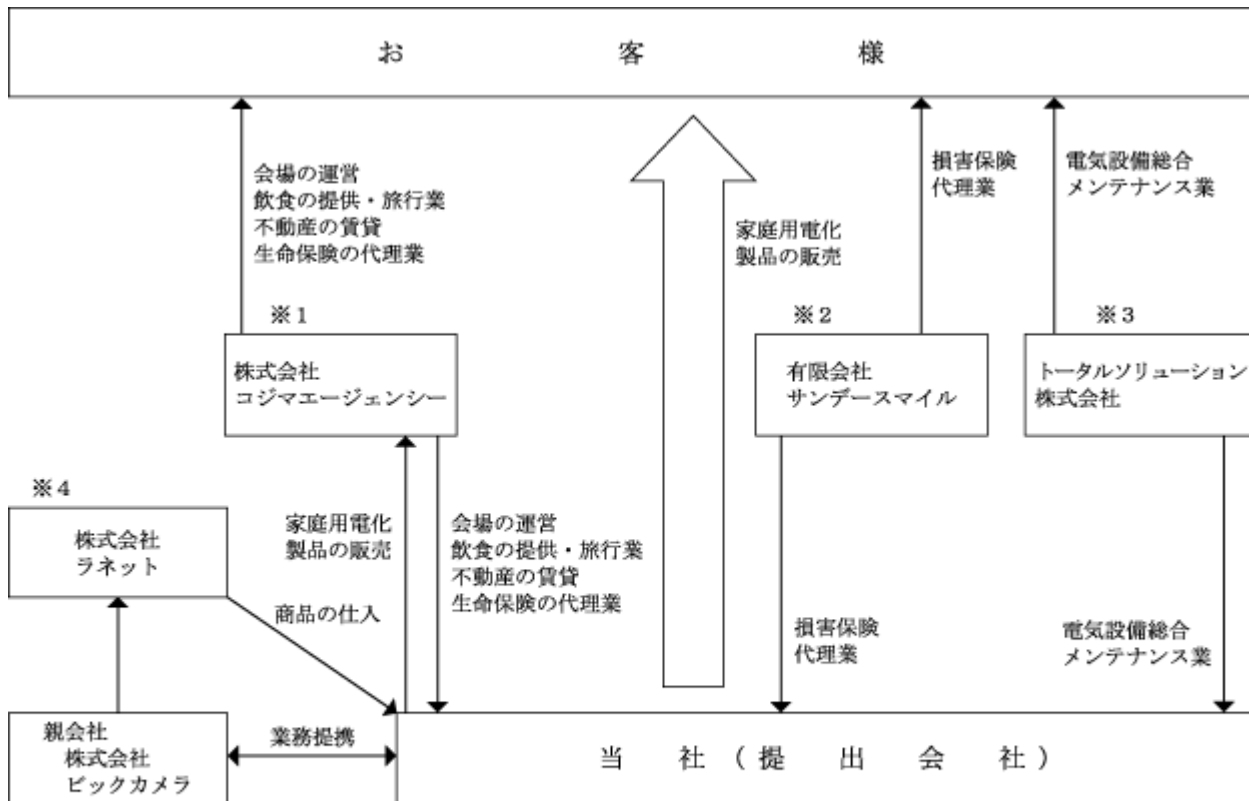 お客様
会場の運営
飲食の提供・旅行業
不動産の賃貸
生命保険の代理業
家庭用電化
製品の販売
損害保険
代理業
電気設備総合
メンテナンス業
※1
株式会社
コジマエージェンシー
※2
有限会社
サンデースマイル
※3
トータルソリューション
株式会社
※4
株式会社
ラネット
家庭用電化
製品の販売
会場の運営
飲食の提供・旅行業
不動産の賃貸
生命保険の代理業
商品の仕入
損害保険
代理業
電気設備総合
メンテナンス業
親会社
株式会社
ビックカメラ
業務提携
当社(提出会社)